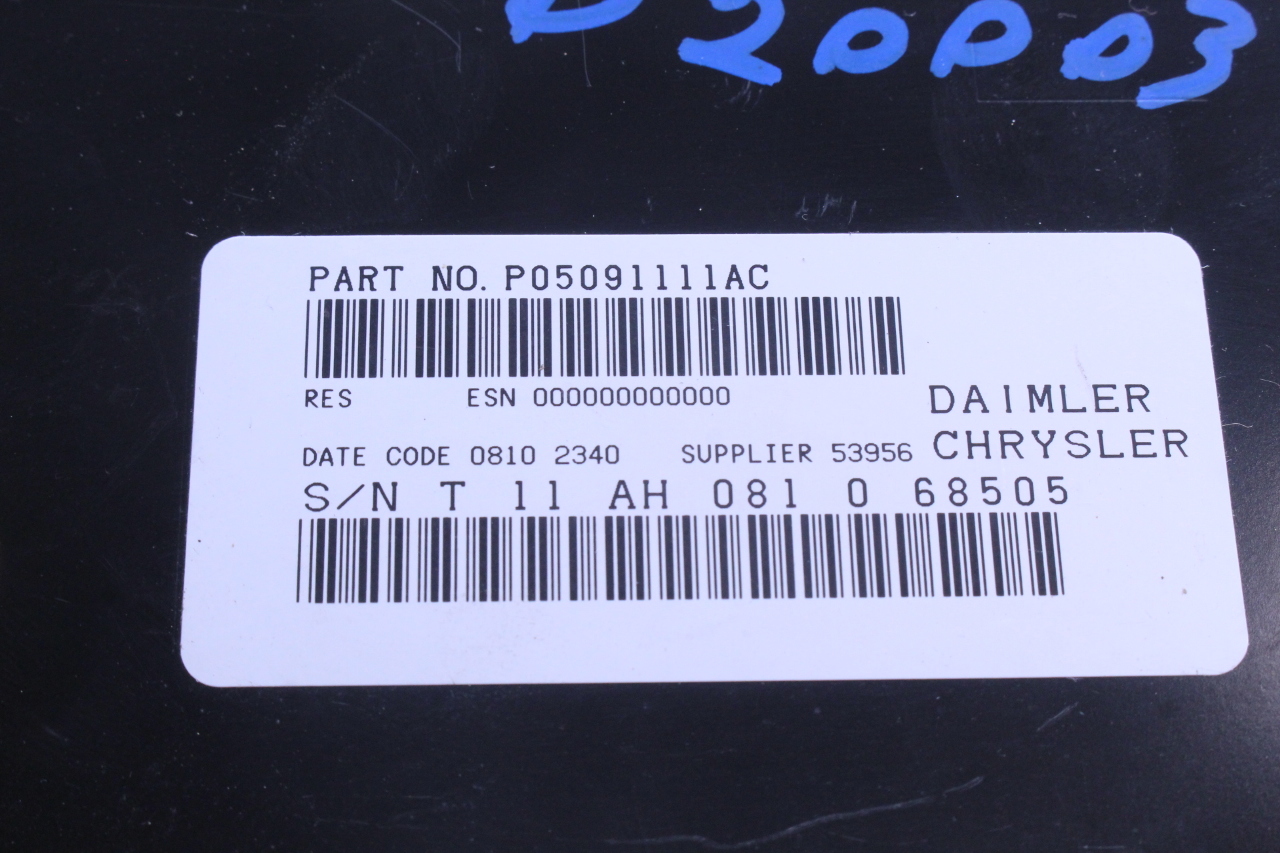 20003
PART NO. P05091111AC
RES ESN 000000000000
DAIMLER
CHRYSLER
DATE CODE 0810 2340 SUPPLIER 53956
S/N T 11 AH 081 0 68505